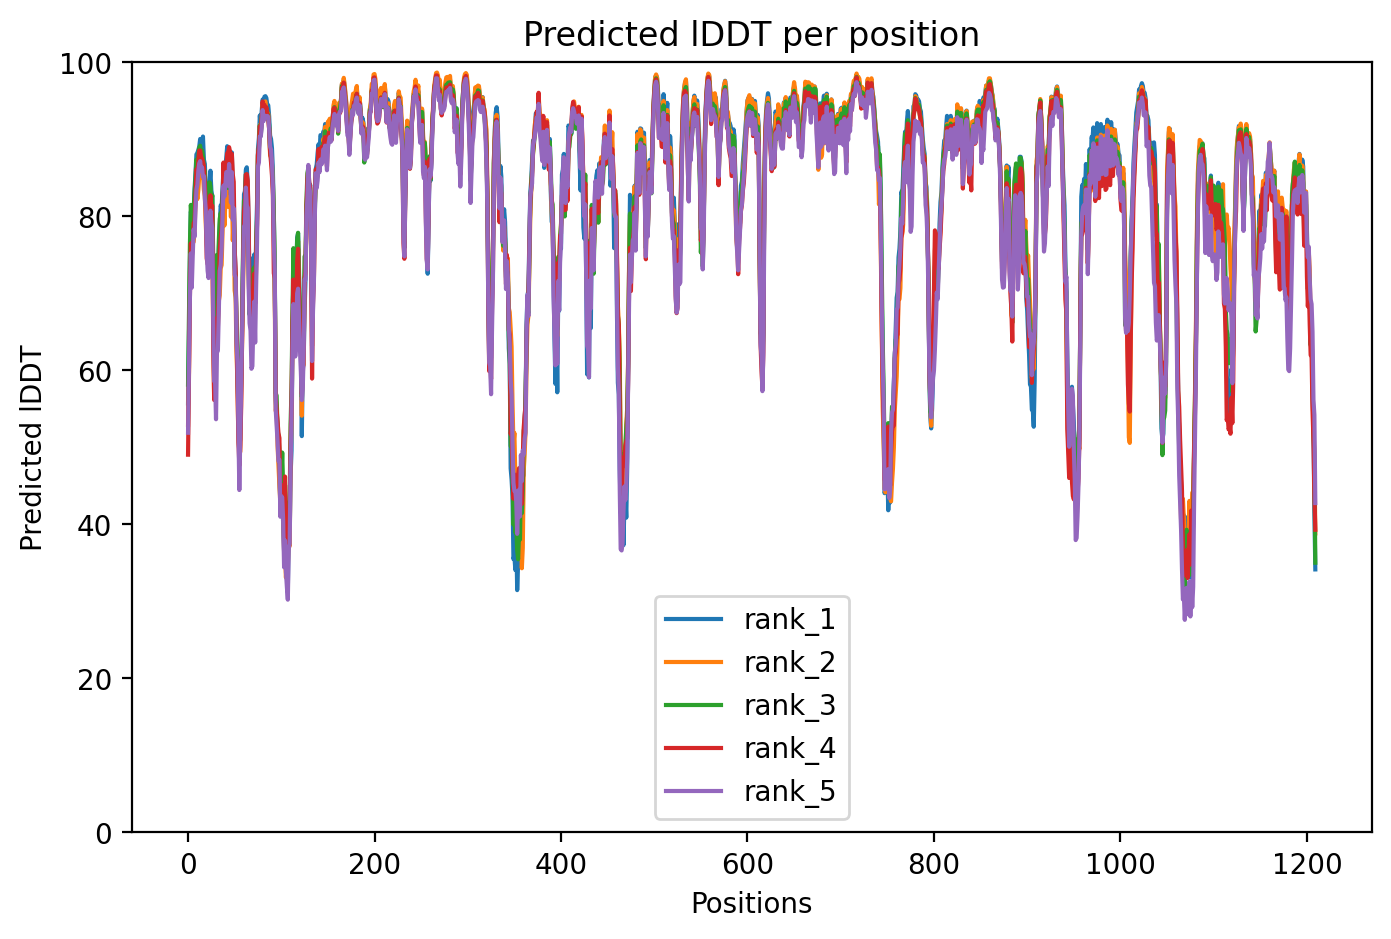 Predicted lDDT per position
100
80
60
40
20
0
Predicted lDDT
0 200 400 600 800 1000 1200
Positions
rank_1
rank_2
rank_3
rank_4
rank_5